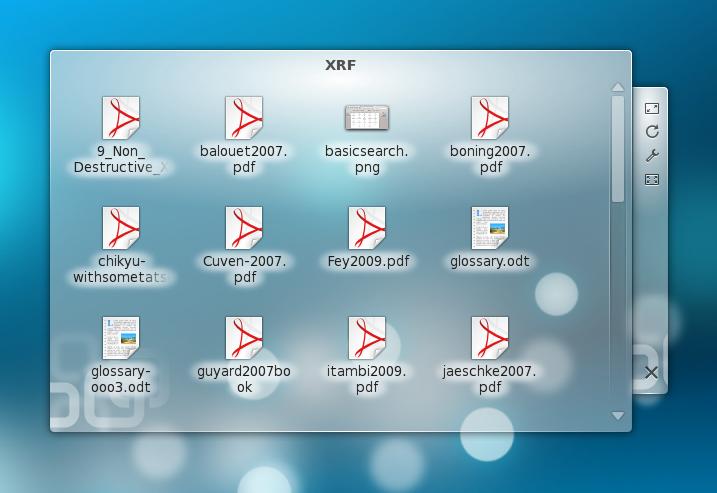 XRF
9_Non_
Destructive_X
balouet2007.
pdf
basicsearch.
png
boning2007.
pdf
chikyu-
withsometats
Cuven-2007.
pdf
Fey2009.pdf
glossary.odt
glossary-
ooo3.odt
guyard2007bo
ok
itambi2009.
pdf
jaeschke2007.
pdf